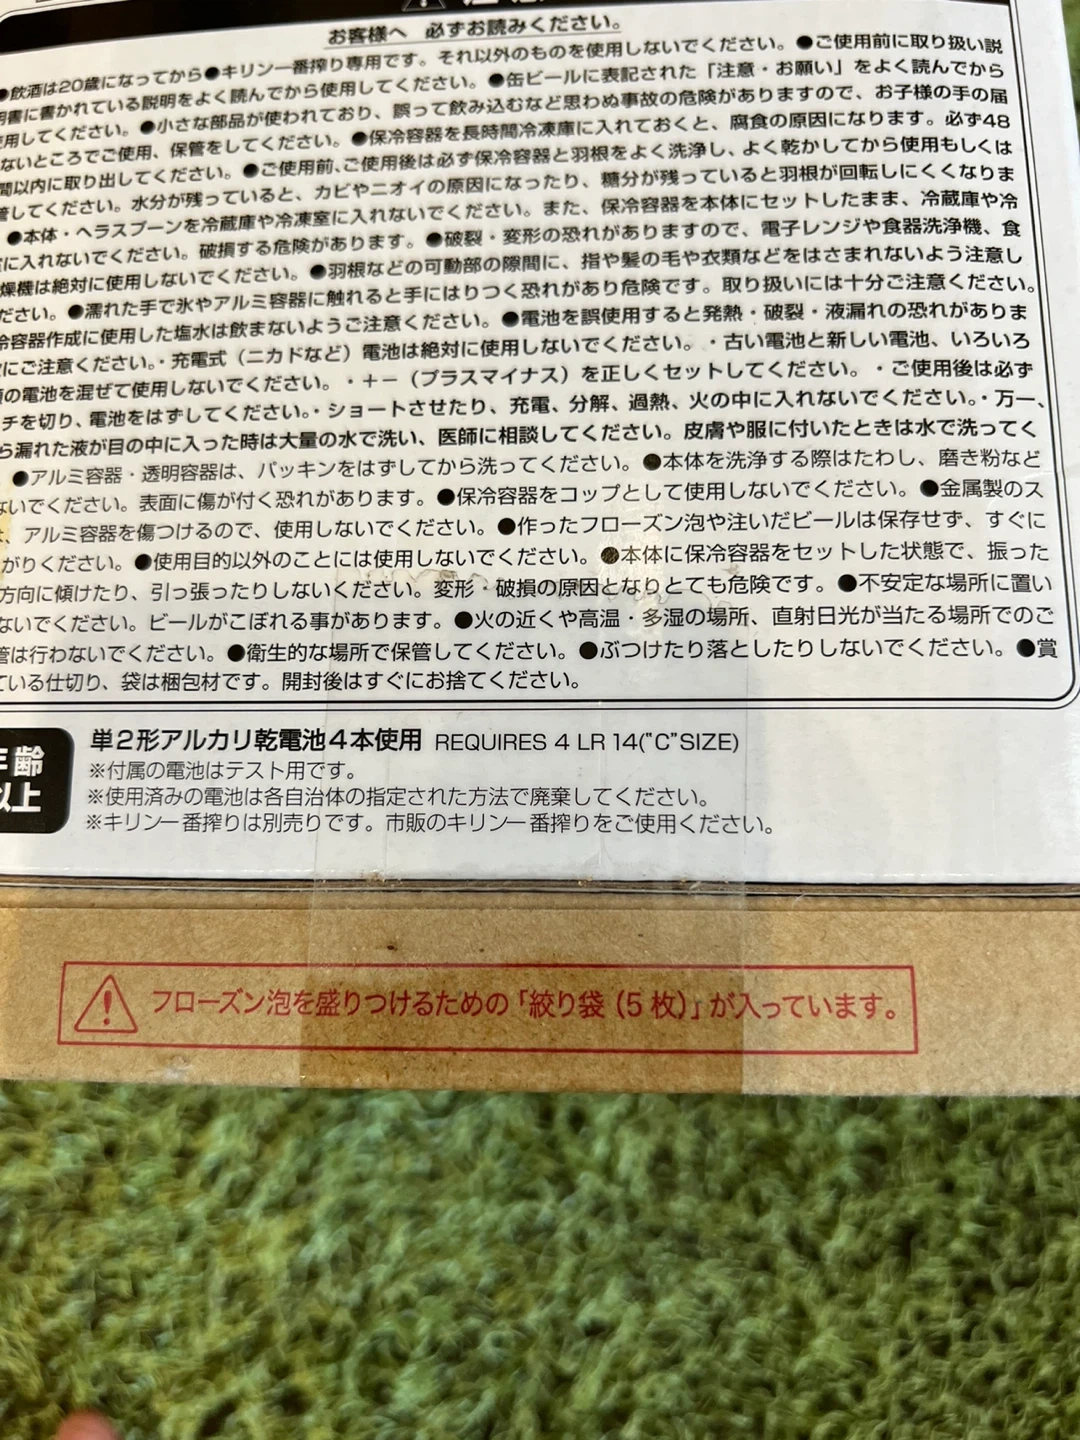 お客様へ 必ずお読みください。
●飲酒は20歳になってから●キリン一番搾り専用です。それ以外のものを使用しないでください。●ご使用前に取り扱い説
明書に書かれている説明をよく読んでから使用してください。●缶ビールに表記された「注意・お願い」をよく読んでから
使用してください。●小さな部品が使われており、誤って飲み込むなど思わぬ事故の危険がありますので、お子様の手の届
ないところでご使用、保管をしてください。●保冷容器を長時間冷凍庫に入れておくと、腐食の原因になります。必ず48
間以内に取り出してください。●ご使用前、ご使用後は必ず保冷容器と羽根をよく洗浄し、よく乾かしてから使用もしくは
管してください。水分が残っていると、カビやニオイの原因になったり、糖分が残っていると羽根が回転しにくくなりま
●本体・ヘラスプーンを冷蔵庫や冷凍室に入れないでください。また、保冷容器を本体にセットしたまま、冷蔵庫や冷
に入れないでください。破損する危険があります。●破裂・変形の恐れがありますので、電子レンジや食器洗浄機、食
燥機は絶対に使用しないでください。●羽根などの可動部の隙間に、指や髪の毛や衣類などをはさまれないよう注意し
ださい。●濡れた手で氷やアルミ容器に触れると手にはりつく恐れがあり危険です。取り扱いには十分ご注意ください。
冷容器作成に使用した塩水は飲まないようご注意ください。●電池を誤使用すると発熱・破裂・液漏れの恐れがありま
にご注意ください。・充電式（ニカドなど）電池は絶対に使用しないでください。・古い電池と新しい電池、いろいろ
の電池を混ぜて使用しないでください。・＋－（プラスマイナス）を正しくセットしてください。・ご使用後は必ず
チを切り、電池をはずしてください。・ショートさせたり、充電、分解、過熱、火の中に入れないでください。・万一、
ら漏れた液が目の中に入った時は大量の水で洗い、医師に相談してください。皮膚や服に付いたときは水で洗ってく
●アルミ容器・透明容器は、パッキンをはずしてから洗ってください。●本体を洗浄する際はたわし、磨き粉など
ないでください。表面に傷が付く恐れがあります。●保冷容器をコップとして使用しないでください。●金属製のス
、アルミ容器を傷つけるので、使用しないでください。●作ったフローズン泡や注いだビールは保存せず、すぐに
がりください。●使用目的以外のことには使用しないでください。●本体に保冷容器をセットした状態で、振った
方向に傾けたり、引っ張ったりしないください。変形・破損の原因となりとても危険です。●不安定な場所に置い
ないでください。ビールがこぼれる事があります。●火の近くや高温・多湿の場所、直射日光が当たる場所でのご
管は行わないでください。●衛生的な場所で保管してください。●ぶつけたり落としたりしないでください。●賞
ている仕切り、袋は梱包材です。開封後はすぐにお捨てください。
年齢
以上
単2形アルカリ乾電池4本使用 REQUIRES 4 LR 14("C"SIZE)
※付属の電池はテスト用です。
※使用済みの電池は各自治体の指定された方法で廃棄してください。
※キリン一番搾りは別売りです。市販のキリン一番搾りをご使用ください。
フローズン泡を盛りつけるための「絞り袋（5枚）」が入っています。